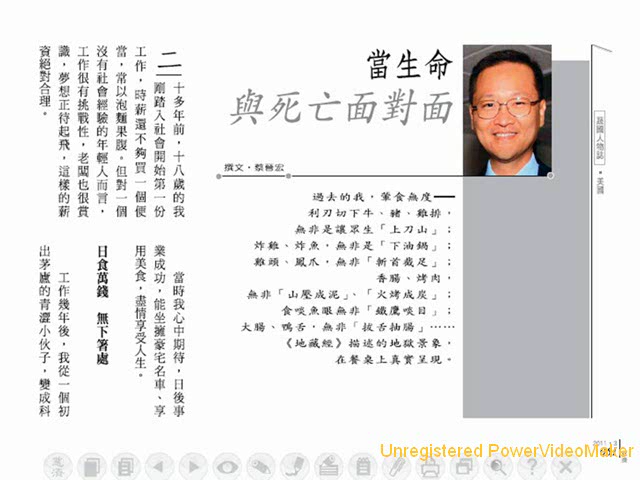 蔬國人物誌•美國
當生命
與死亡面對面
撰文•蔡晉宏
過去的我，葷食無度——
利刃切下牛、豬、雞排，
無非是讓眾生「上刀山」；
炸雞、炸魚，無非是「下油鍋」；
雞頭、鳳爪，無非「斬首截足」；
香腸、烤肉，
無非「山壓成泥」、「火烤成炭」；
食啖魚眼無非「鐵鷹啖目」；
大腸、鴨舌，無非「拔舌抽腸」……
《地藏經》描述的地獄景象，
在餐桌上真實呈現。
二十多年前，十八歲的我
剛踏入社會開始第一份
工作，時薪還不夠買一個便
當，常以泡麵果腹。但對一個
沒有社會經驗的年輕人而言，
工作很有挑戰性，老闆也很賞
識，夢想正待起飛，這樣的薪
資絕對合理。
當時我心中期待，日後事
業成功，能坐擁豪宅名車、享
用美食，盡情享受人生。
日食萬錢　無下箸處
工作幾年後，我從一個初
出茅廬的青澀小伙子，變成科
Unregistered PowerVideoMaker